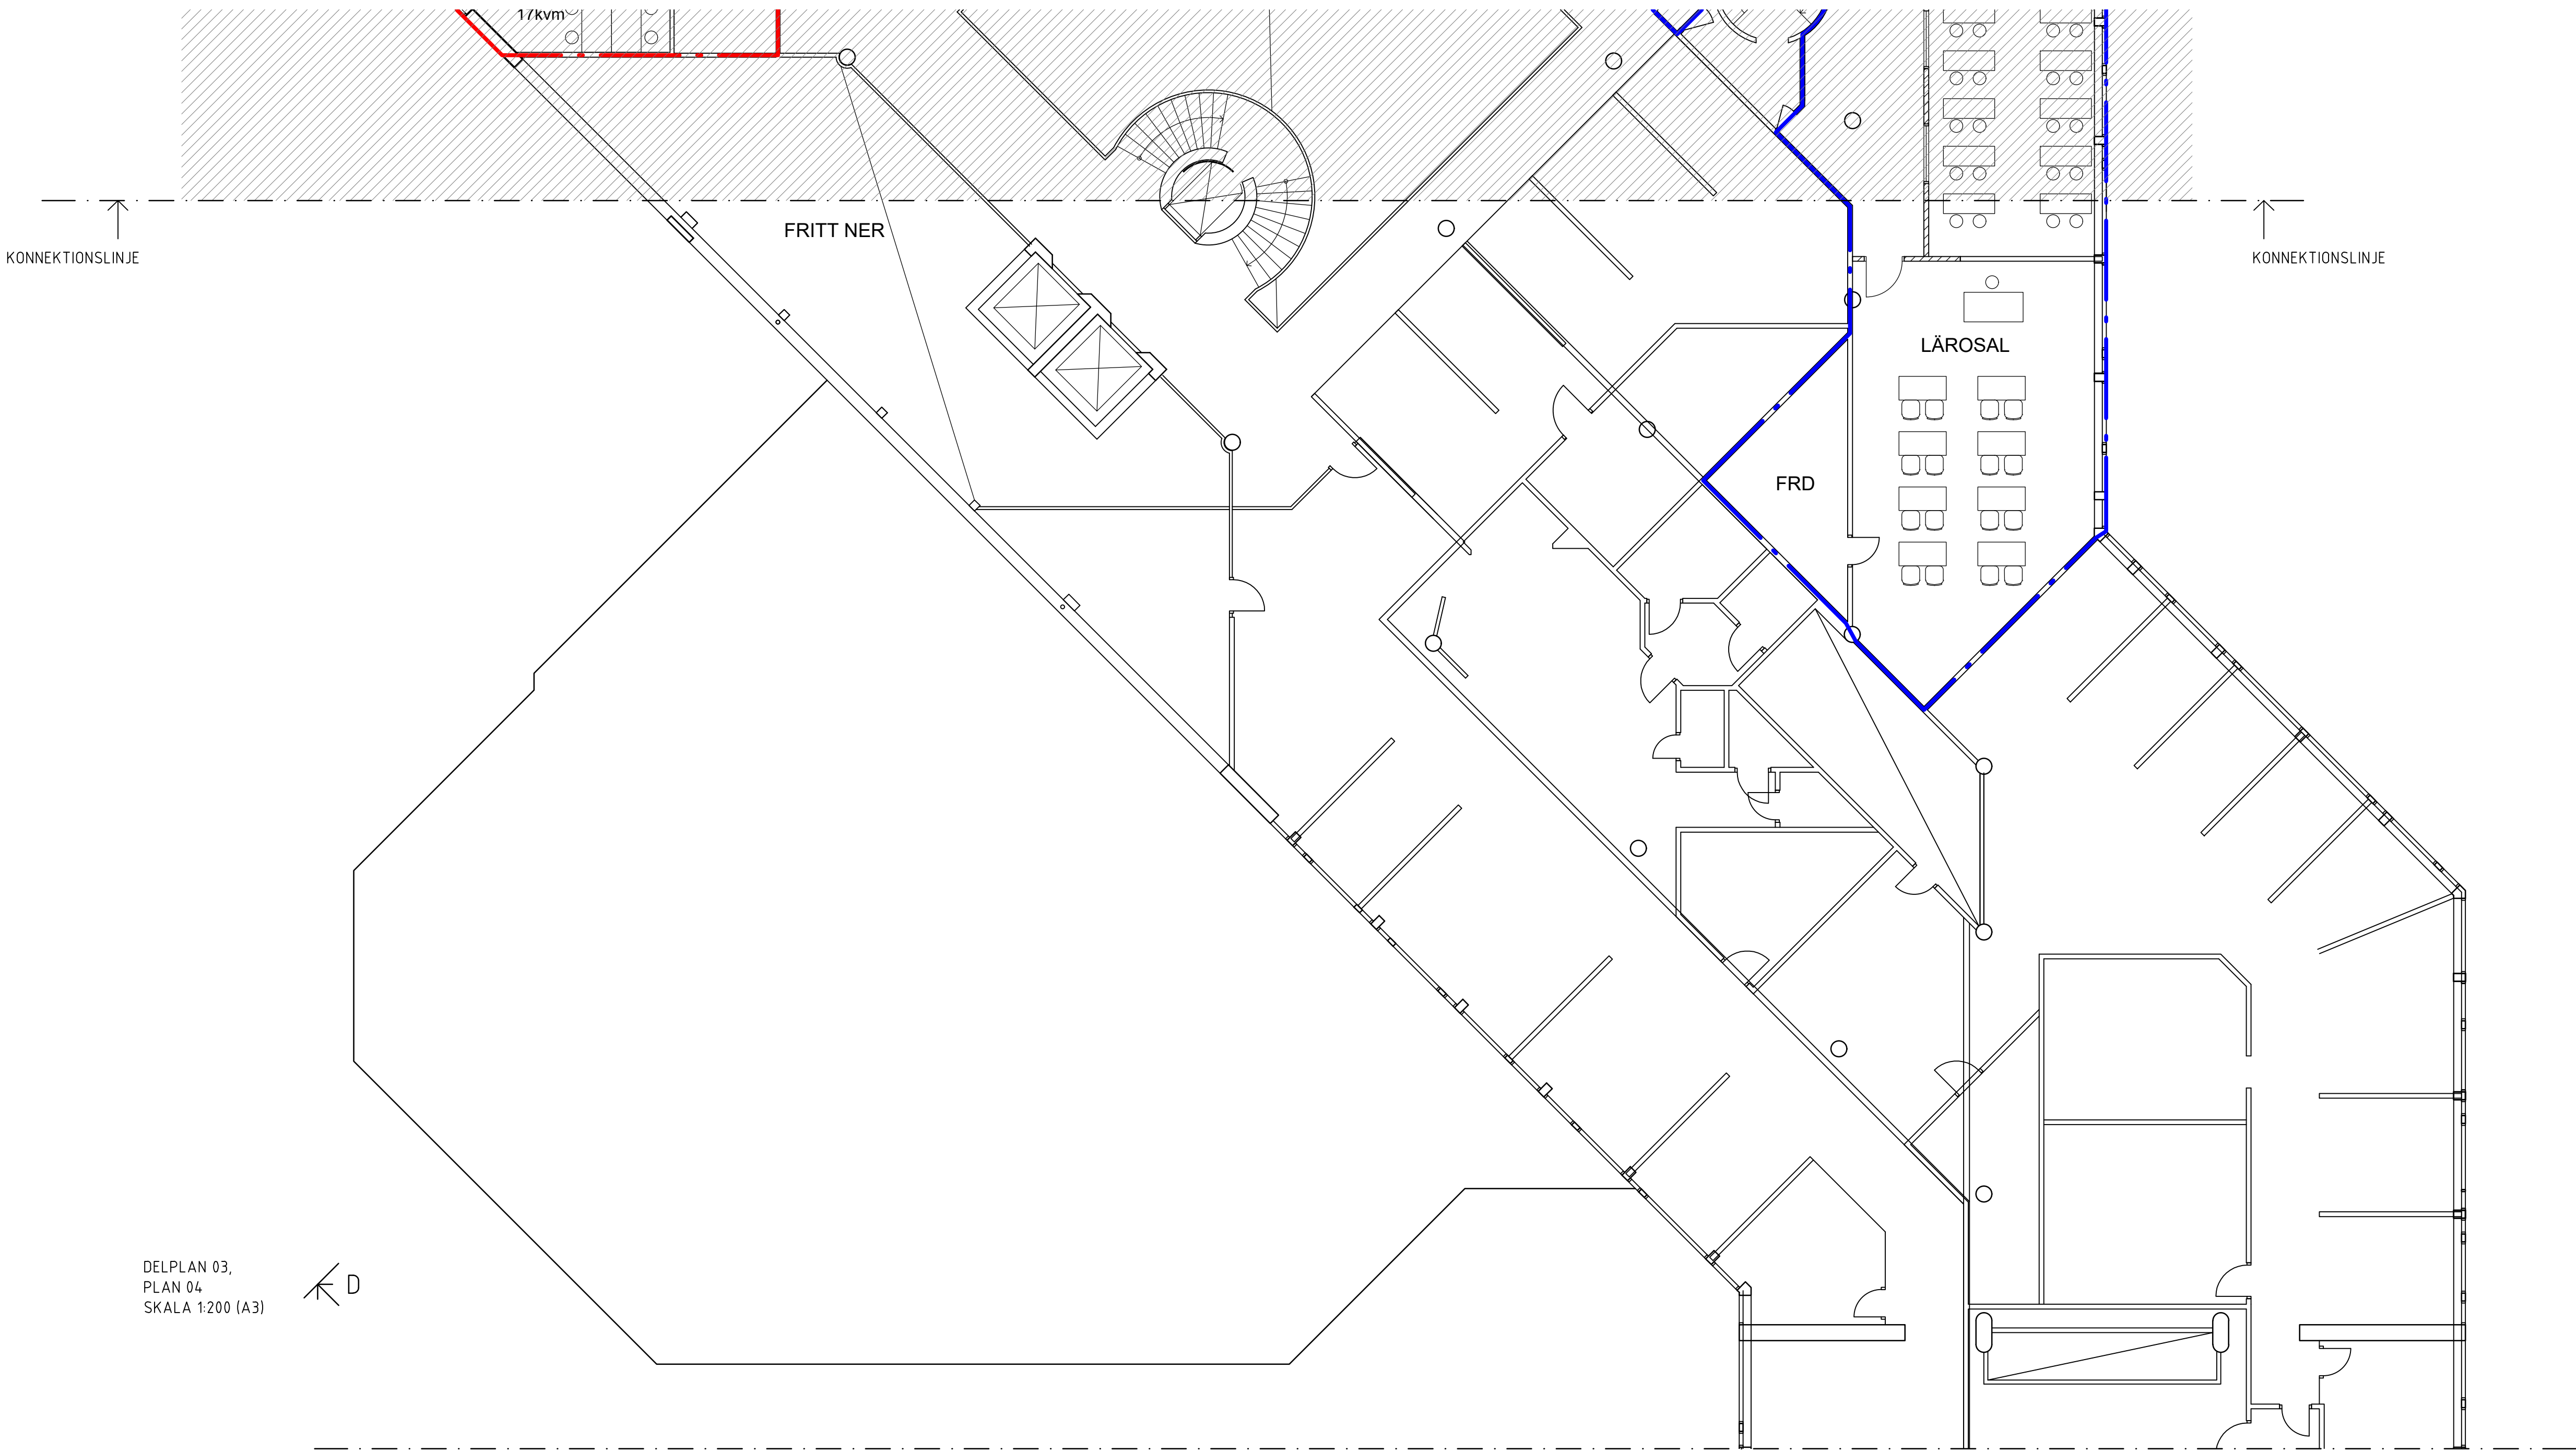 17kvm
FRITT NER
KONNEKTIONSLINJE
KONNEKTIONSLINJE
LÄROSAL
FRD
DELPLAN 03,
PLAN 04
SKALA 1:200 (A3)
D